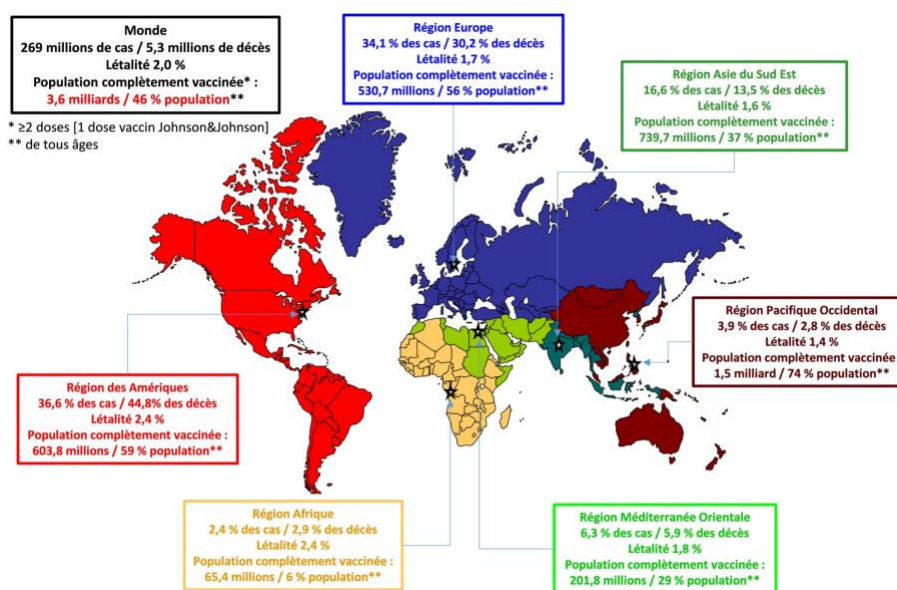 Monde
269 millions de cas / 5,3 millions de décès
Létalité 2,0 %
Population complètement vaccinée* :
3,6 milliards / 46 % population**
* ≥2 doses [1 dose vaccin Johnson&Johnson]
** de tous âges
Région Europe
34,1 % des cas / 30,2 % des décès
Létalité 1,7 %
Population complètement vaccinée :
530,7 millions / 56 % population**
Région Asie du Sud Est
16,6 % des cas / 13,5 % des décès
Létalité 1,6 %
Population complètement vaccinée :
739,7 millions / 37 % population**
Région Pacifique Occidental
3,9 % des cas / 2,8 % des décès
Létalité 1,4 %
Population complètement vaccinée
1,5 milliard / 74 % population**
Région des Amériques
36,6 % des cas / 44,8% des décès
Létalité 2,4 %
Population complètement vaccinée :
603,8 millions / 59 % population**
Région Afrique
2,4 % des cas / 2,9 % des décès
Létalité 2,4 %
Population complètement vaccinée :
65,4 millions / 6 % population**
Région Méditerranée Orientale
6,3 % des cas / 5,9 % des décès
Létalité 1,8 %
Population complètement vaccinée :
201,8 millions / 29 % population**